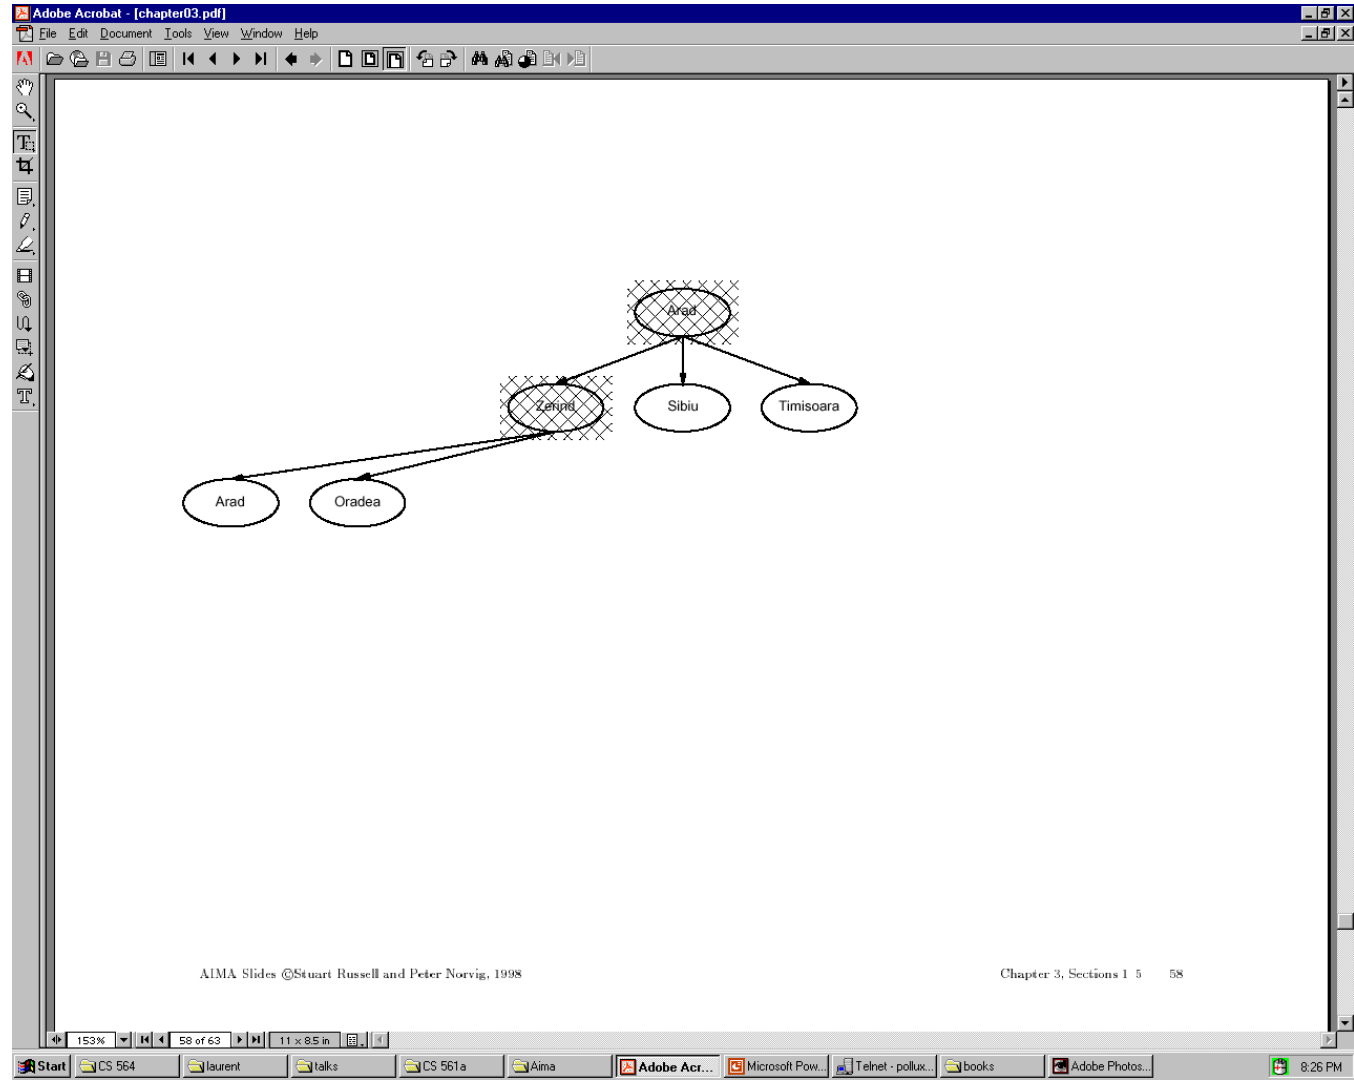 Adobe Acrobat - [chapter03.pdf]
File Edit Document Tools View Window Help
Arad
Zerind Sibiu Timisoara
Arad Oradea
AIMA Slides ©Stuart Russell and Peter Norvig, 1998 Chapter 3, Sections 1 5 58
153% 58 of 63 11 x 8.5 in
Start CS 564 laurent talks CS 561a Aima Adobe Acr... Microsoft Pow... Telnet - pollux... books Adobe Photos... 8:26 PM